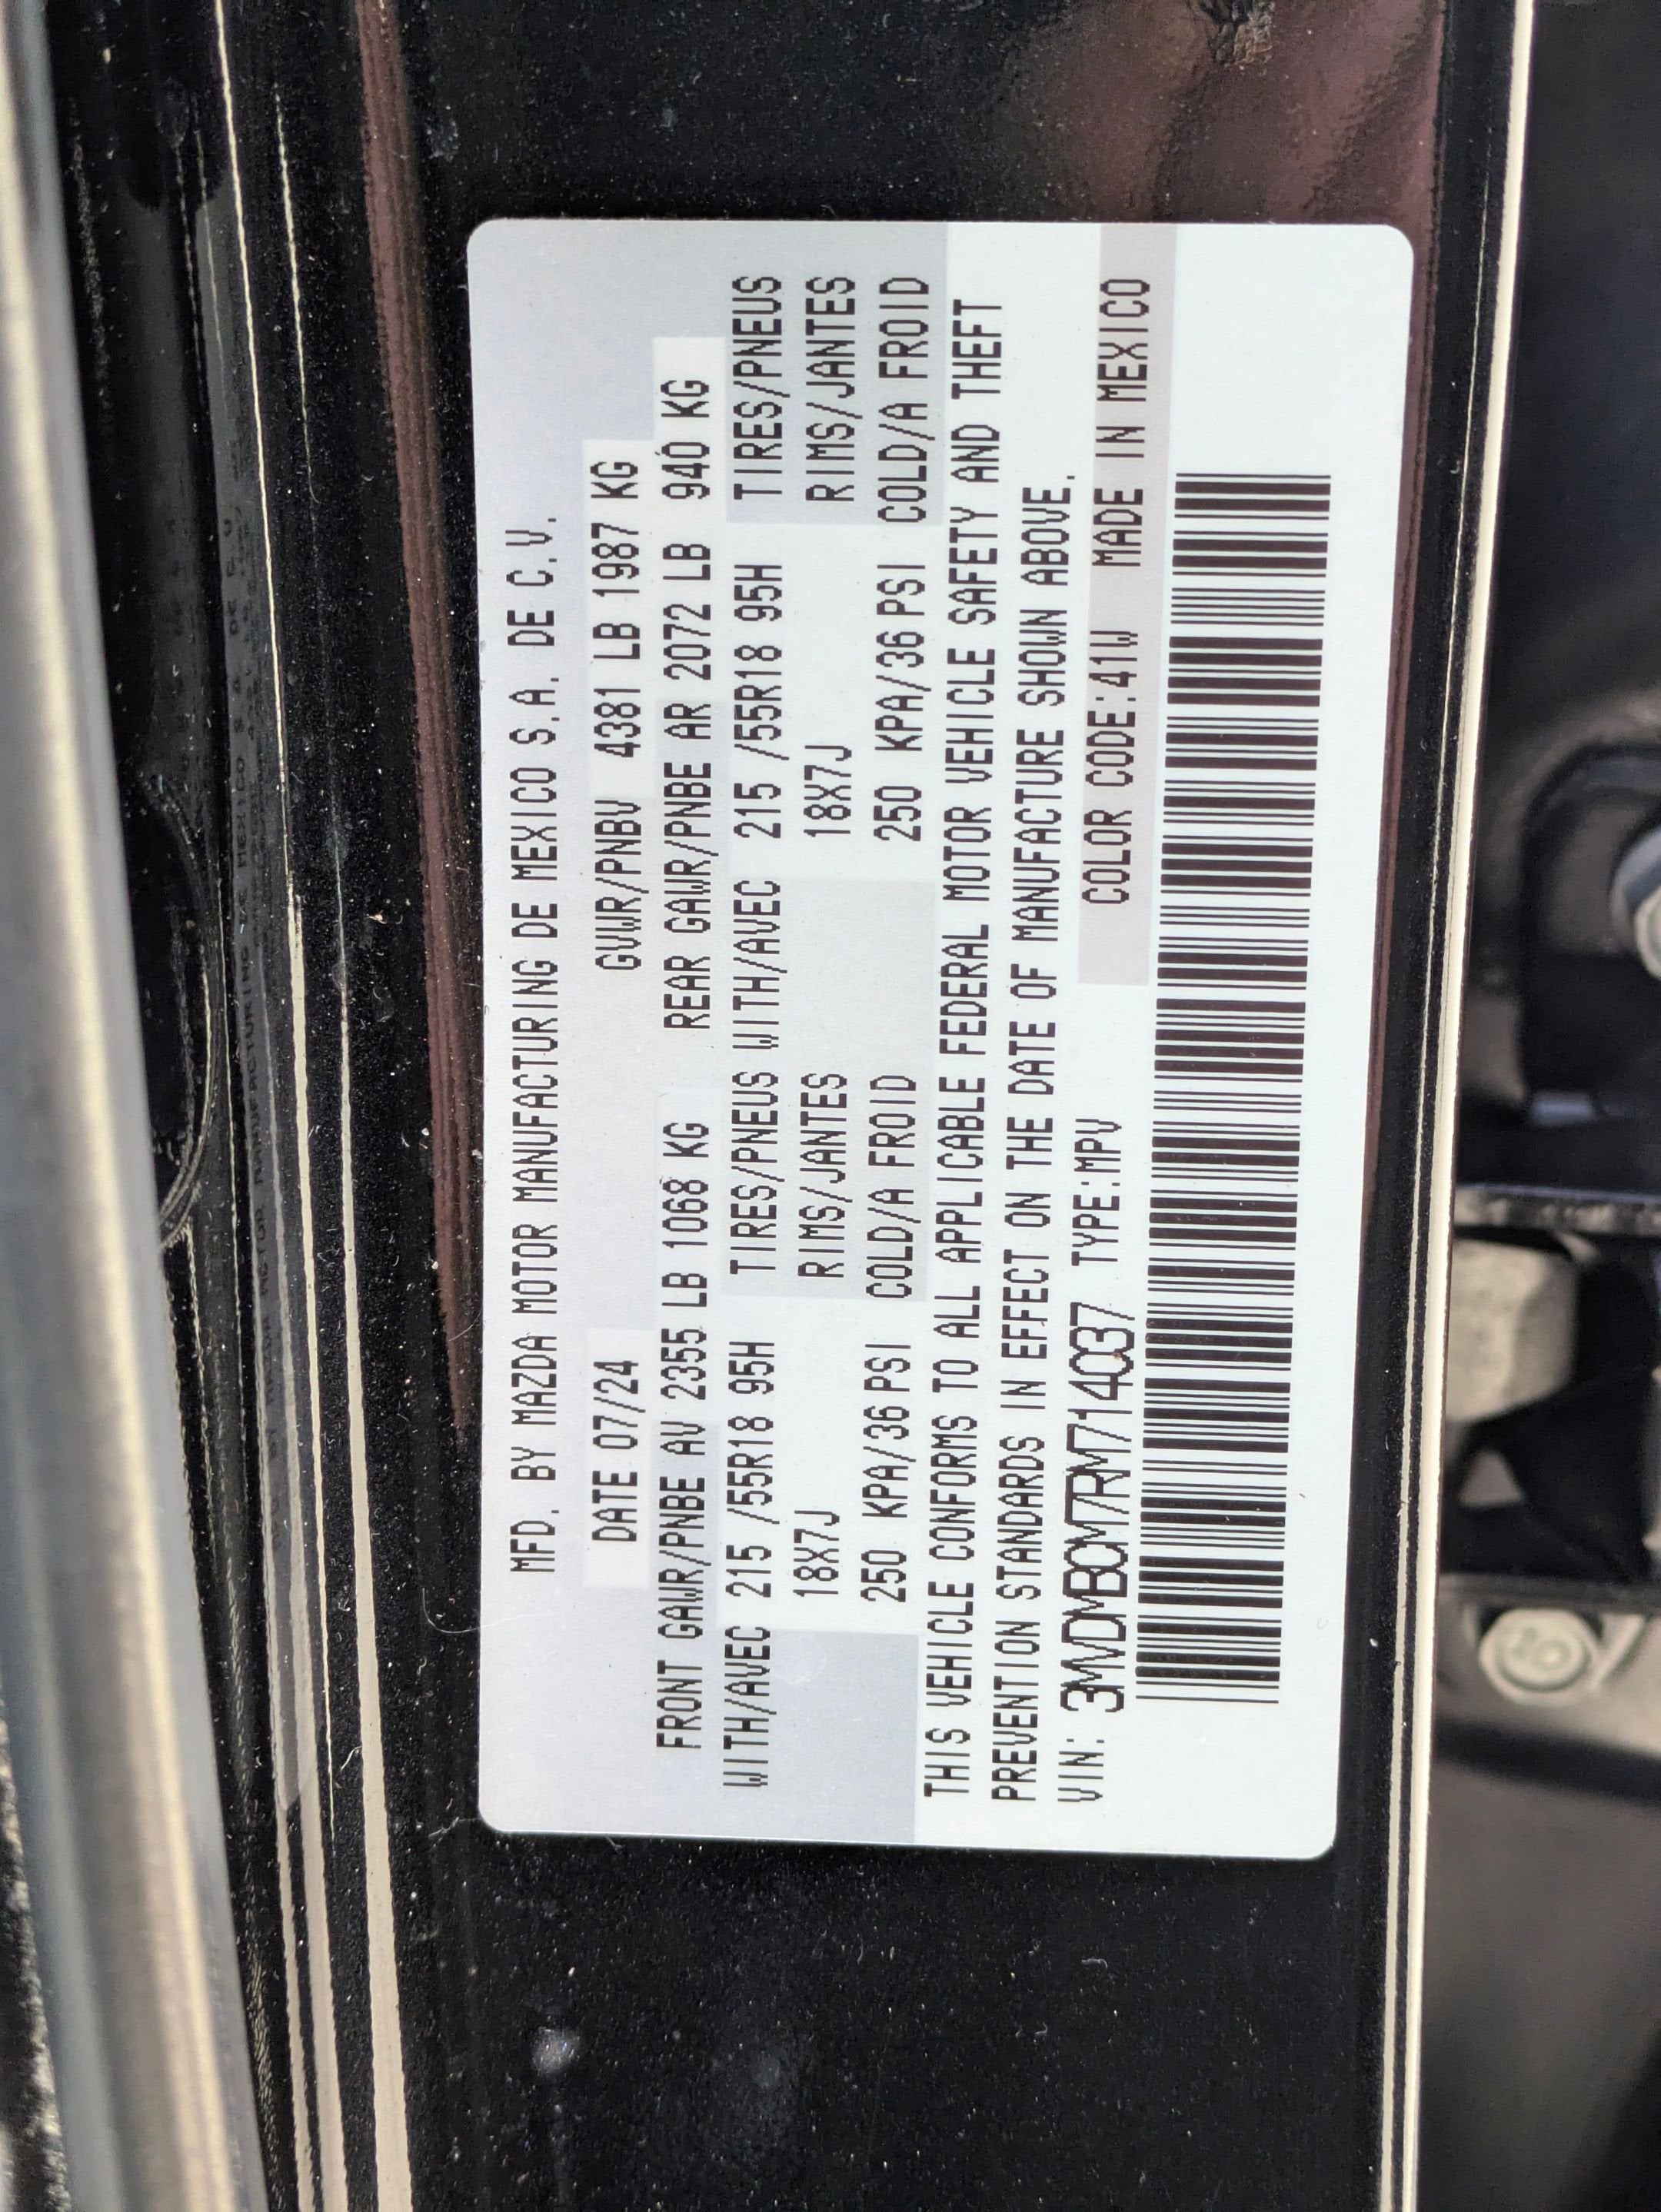 MFD. BY MAZDA MOTOR MANUFACTURING DE MEXICO S.A. DE C.V.
DATE 07/24 GVWR/PNBV 4381 LB 1987 KG
FRONT GAWR/PNBE AV 2355 LB 1068 KG REAR GAWR/PNBE AR 2072 LB 940 KG
WITH/AVEC 215 /55R18 95H TIRES/PNEUS WITH/AVEC 215 /55R18 95H TIRES/PNEUS
18X7J RIMS/JANTES 18X7J RIMS/JANTES
250 KPA/36 PSI COLD/A FROID 250 KPA/36 PSI COLD/A FROID
THIS VEHICLE CONFORMS TO ALL APPLICABLE FEDERAL MOTOR VEHICLE SAFETY AND THEFT
PREVENTION STANDARDS IN EFFECT ON THE DATE OF MANUFACTURE SHOWN ABOVE.
VIN: 3MVDMBCM7RM714037 TYPE:MPV COLOR CODE:41W MADE IN MEXICO